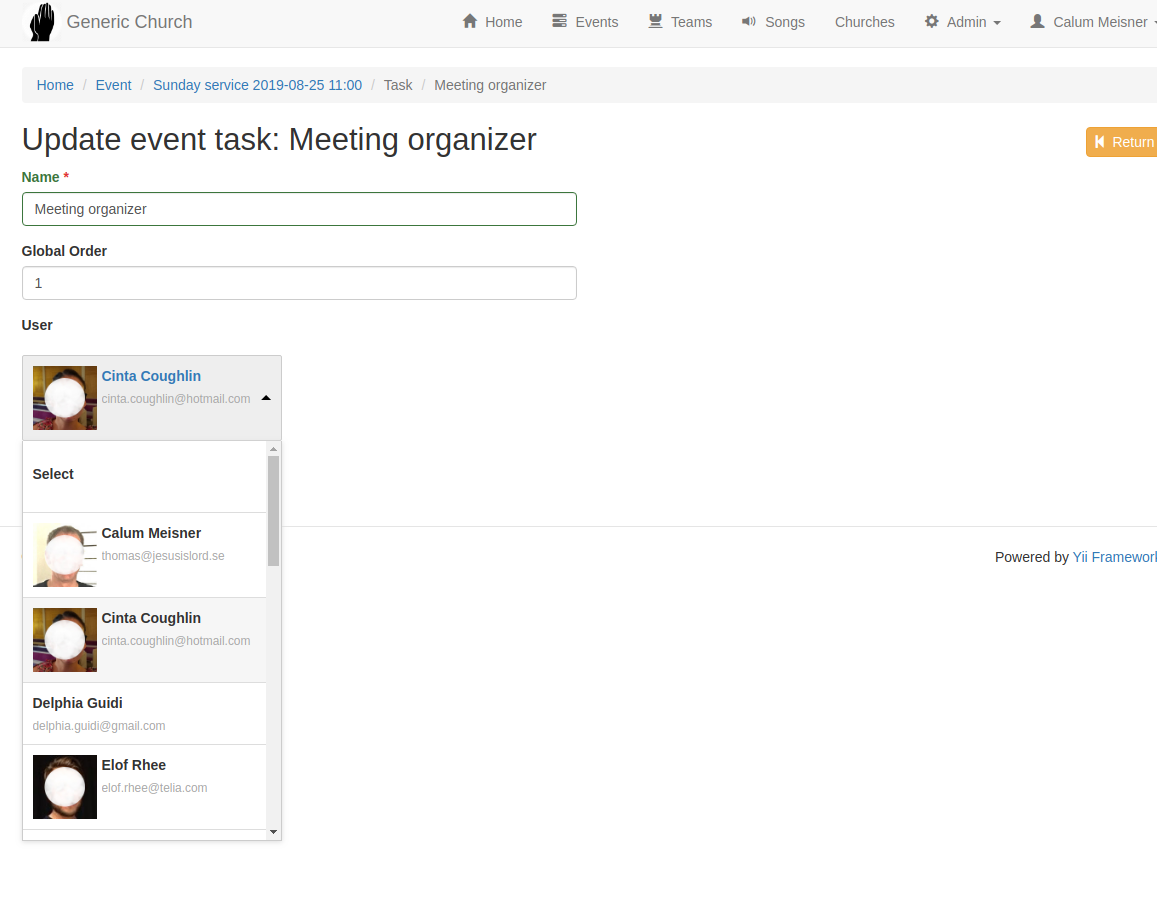 Generic Church Home Events Teams Songs Churches Admin Calum Meisner
Home / Event / Sunday service 2019-08-25 11:00 / Task / Meeting organizer
Update event task: Meeting organizer
Return
Name *
Meeting organizer
Global Order
1
User
Cinta Coughlin
cinta.coughlin@hotmail.com
Select
Calum Meisner
thomas@jesusislord.se
Cinta Coughlin
cinta.coughlin@hotmail.com
Delphia Guidi
delphia.guidi@gmail.com
Elof Rhee
elof.rhee@telia.com
Powered by Yii Framework